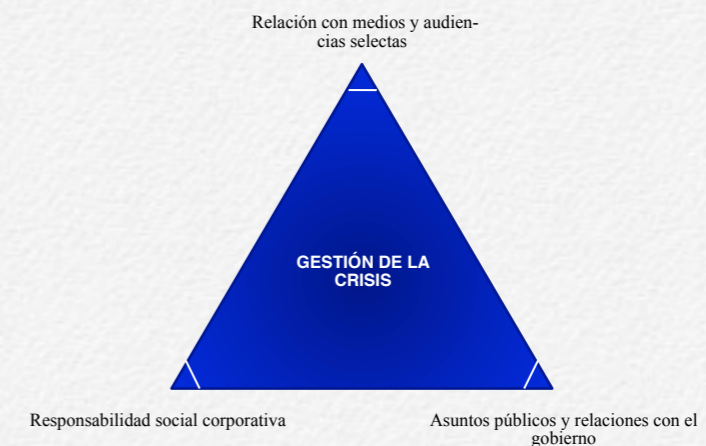 Relación con medios y audien-
cias selectas
GESTIÓN DE LA
CRISIS
Responsabilidad social corporativa
Asuntos públicos y relaciones con el
gobierno